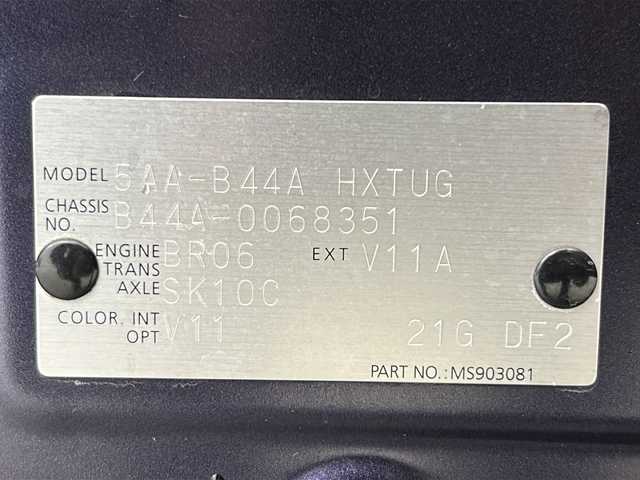 MODEL 5AA-B44A HXTUG
CHASSIS NO. B44A-0068351
ENGINE BR06 EXT V11A
TRANS AXLE SK10C
COLOR, INT OPT V11 21G DF2
PART NO.:MS903081